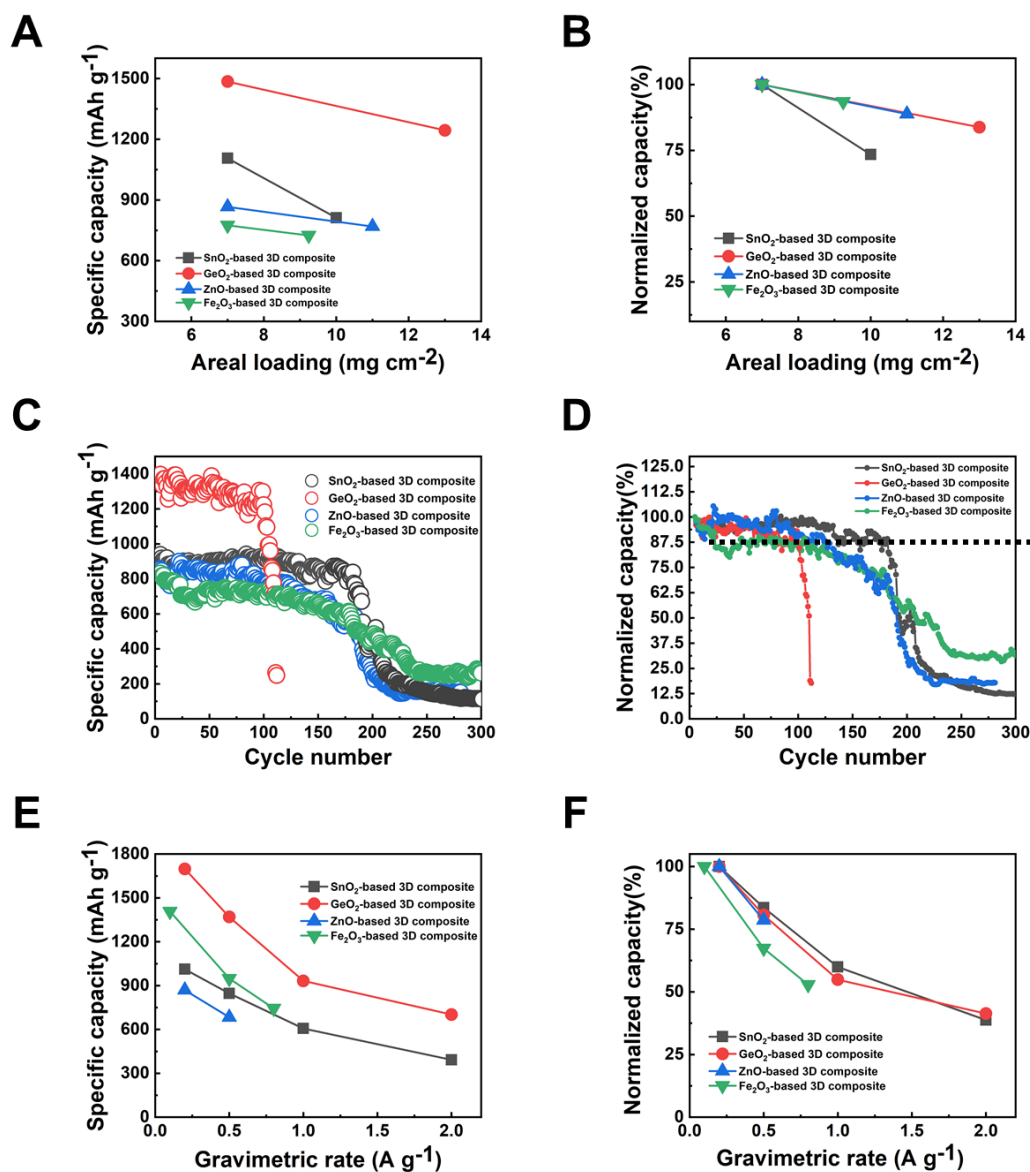 A
Specific capacity (mAh g⁻¹)
1500
1200
900
600
300
SnO₂-based 3D composite
GeO₂-based 3D composite
ZnO-based 3D composite
Fe₂O₃-based 3D composite
6 8 10 12 14
Areal loading (mg cm⁻²)
B
Normalized capacity(%)
100
75
50
25
SnO₂-based 3D composite
GeO₂-based 3D composite
ZnO-based 3D composite
Fe₂O₃-based 3D composite
6 8 10 12 14
Areal loading (mg cm⁻²)
C
Specific capacity (mAh g⁻¹)
1400
1200
1000
800
600
400
200
0
SnO₂-based 3D composite
GeO₂-based 3D composite
ZnO-based 3D composite
Fe₂O₃-based 3D composite
0 50 100 150 200 250 300
Cycle number
D
Normalized capacity(%)
125.0
112.5
100.0
87.5
75.0
62.5
50.0
37.5
25.0
12.5
0.0
SnO₂-based 3D composite
GeO₂-based 3D composite
ZnO-based 3D composite
Fe₂O₃-based 3D composite
0 50 100 150 200 250 300
Cycle number
E
Specific capacity (mAh g⁻¹)
1800
1500
1200
900
600
300
0
SnO₂-based 3D composite
GeO₂-based 3D composite
ZnO-based 3D composite
Fe₂O₃-based 3D composite
0.0 0.5 1.0 1.5 2.0
Gravimetric rate (A g⁻¹)
F
Normalized capacity(%)
100
75
50
25
0
SnO₂-based 3D composite
GeO₂-based 3D composite
ZnO-based 3D composite
Fe₂O₃-based 3D composite
0.0 0.5 1.0 1.5 2.0
Gravimetric rate (A g⁻¹)